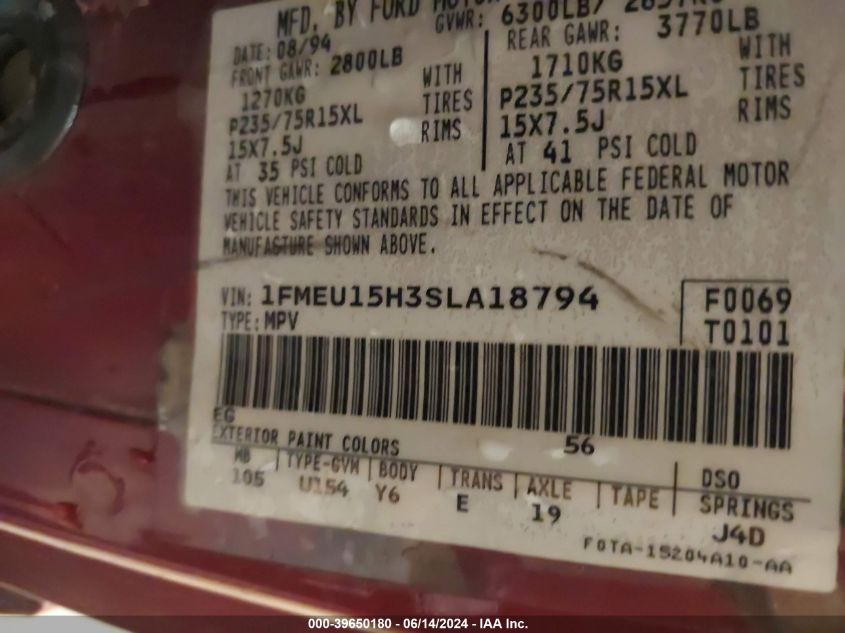 MFD. BY FORD MOTOR
GVWR: 6300LB/ 2857KG
DATE: 08/94
FRONT GAWR: 2800LB
1270KG WITH
P235/75R15XL TIRES
15X7.5J RIMS
AT 35 PSI COLD
REAR GAWR: 3770LB
1710KG WITH
P235/75R15XL TIRES
15X7.5J RIMS
AT 41 PSI COLD
THIS VEHICLE CONFORMS TO ALL APPLICABLE FEDERAL MOTOR
VEHICLE SAFETY STANDARDS IN EFFECT ON THE DATE OF
MANUFACTURE SHOWN ABOVE.
VIN: 1FMEU15H3SLA18794
TYPE: MPV
F0069
T0101
EG
EXTERIOR PAINT COLORS 56 DSO
WB TYPE-GVW BODY TRANS AXLE TAPE SPRINGS
105 U154 Y6 E 19 J4D
F0TA-15204A10-AA
000-39650180 - 06/14/2024 - IAA Inc.